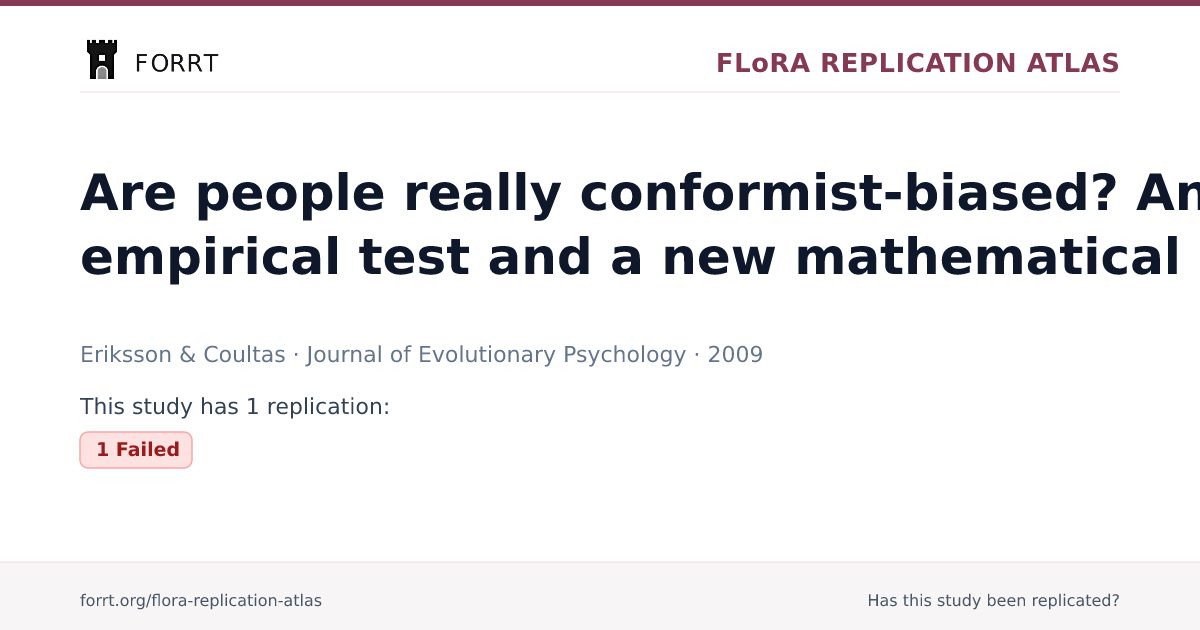 FORRT
FLoRA REPLICATION ATLAS
Are people really conformist-biased? An
empirical test and a new mathematical
Eriksson & Coultas · Journal of Evolutionary Psychology · 2009
This study has 1 replication:
1 Failed
forrt.org/flora-replication-atlas
Has this study been replicated?